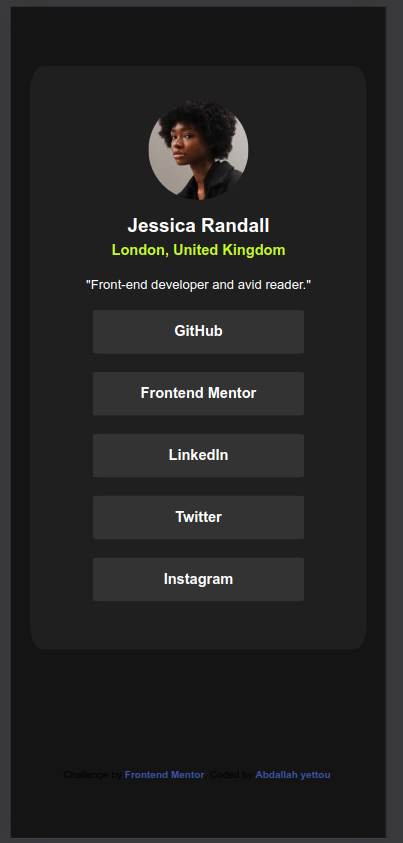 Jessica Randall
London, United Kingdom
"Front-end developer and avid reader."
GitHub
Frontend Mentor
LinkedIn
Twitter
Instagram
Challenge by Frontend Mentor. Coded by Abdallah yettou.